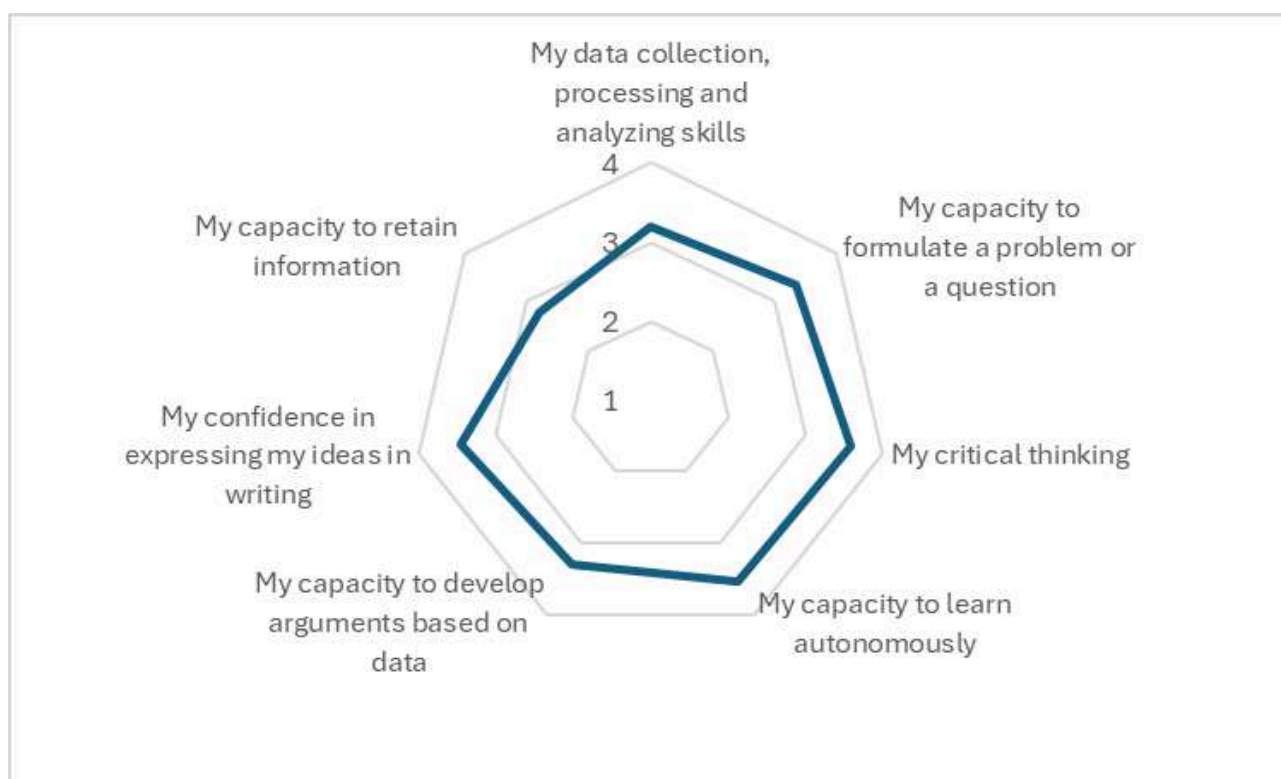 My data collection,
processing and
analyzing skills
4
3
2
1
My capacity to
formulate a problem or
a question
My critical thinking
My capacity to learn
autonomously
My capacity to develop
arguments based on
data
My confidence in
expressing my ideas in
writing
My capacity to retain
information